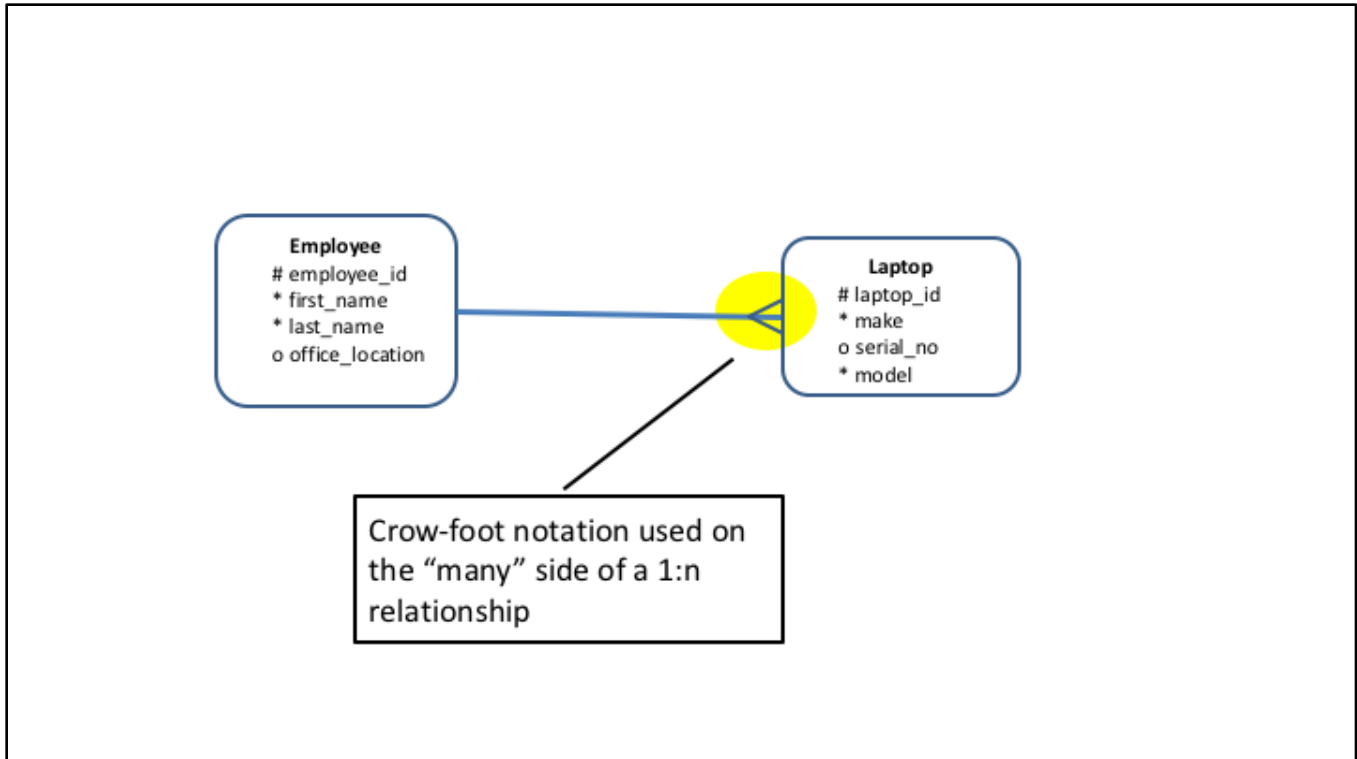 Employee
# employee_id
* first_name
* last_name
o office_location
Laptop
# laptop_id
* make
o serial_no
* model
Crow-foot notation used on
the “many” side of a 1:n
relationship